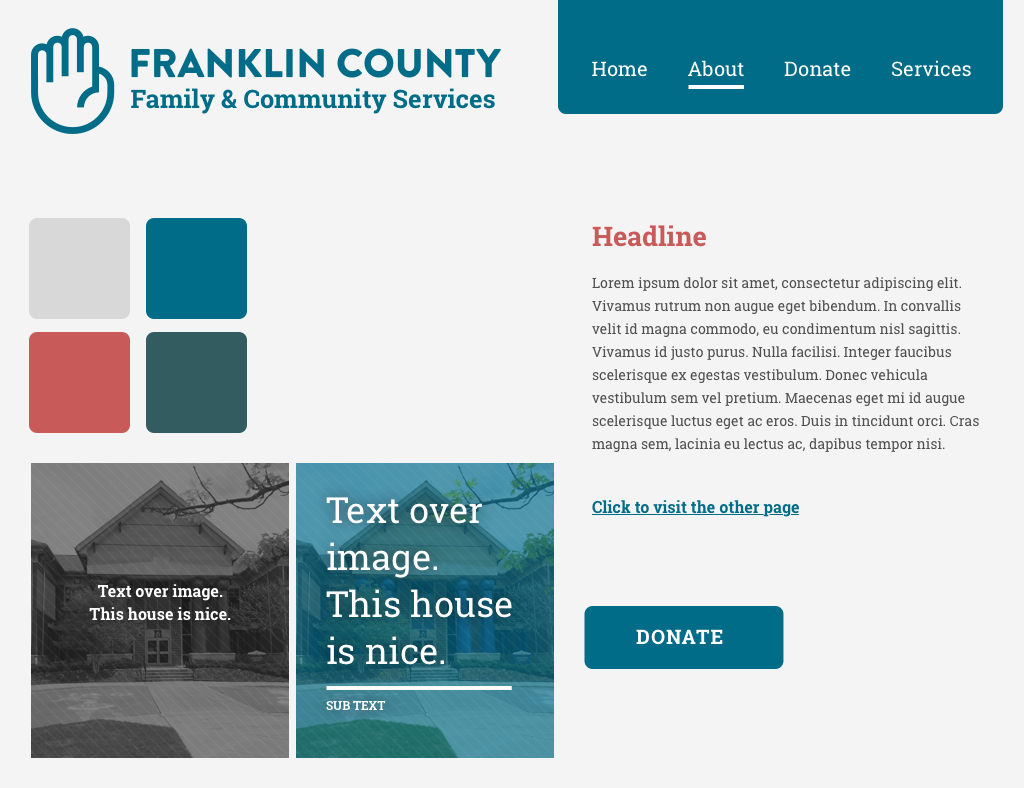 FRANKLIN COUNTY
Family & Community Services
Home About Donate Services
Headline
Lorem ipsum dolor sit amet, consectetur adipiscing elit.
Vivamus rutrum non augue eget bibendum. In convallis
velit id magna commodo, eu condimentum nisl sagittis.
Vivamus id justo purus. Nulla facilisi. Integer faucibus
scelerisque ex egestas vestibulum. Donec vehicula
vestibulum sem vel pretium. Maecenas eget mi id augue
scelerisque luctus eget ac eros. Duis in tincidunt orci. Cras
magna sem, lacinia eu lectus ac, dapibus tempor nisi.
Click to visit the other page
DONATE
Text over image.
This house is nice.
Text over
image.
This house
is nice.
SUB TEXT